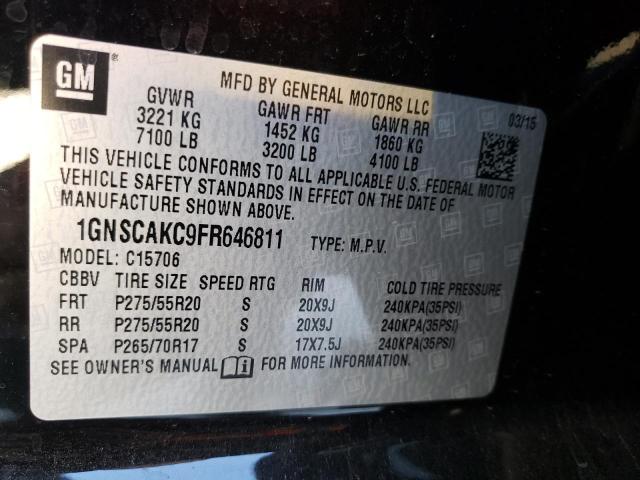 GM ®
MFD BY GENERAL MOTORS LLC
03/15
GVWR GAWR FRT GAWR RR
3221 KG 1452 KG 1860 KG
7100 LB 3200 LB 4100 LB
THIS VEHICLE CONFORMS TO ALL APPLICABLE U.S. FEDERAL MOTOR
VEHICLE SAFETY STANDARDS IN EFFECT ON THE DATE OF
MANUFACTURE SHOWN ABOVE.
1GNSCAKC9FR646811 TYPE: M.P.V.
MODEL: C15706
CBBV TIRE SIZE SPEED RTG RIM COLD TIRE PRESSURE
FRT P275/55R20 S 20X9J 240KPA(35PSI)
RR P275/55R20 S 20X9J 240KPA(35PSI)
SPA P265/70R17 S 17X7.5J 240KPA(35PSI)
SEE OWNER'S MANUAL FOR MORE INFORMATION.